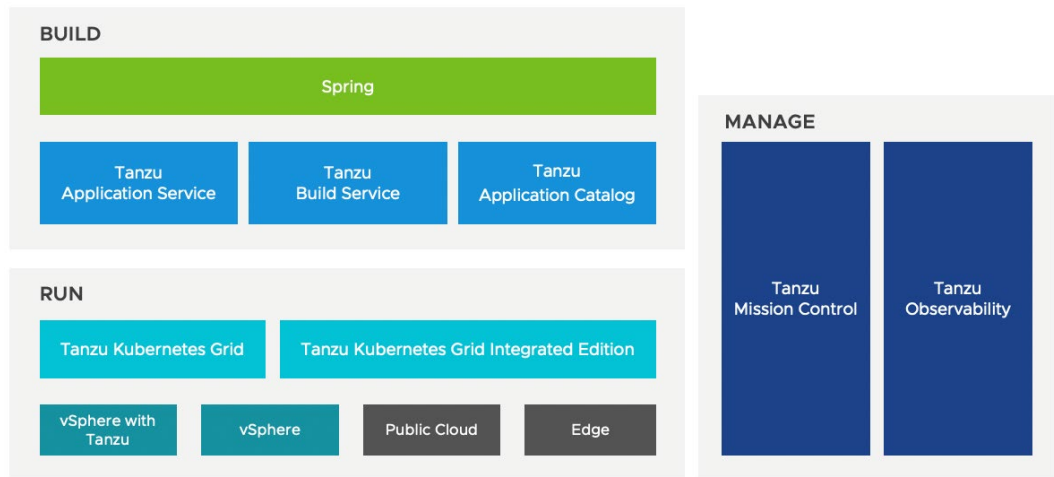 BUILD
Spring
Tanzu
Application Service
Tanzu
Build Service
Tanzu
Application Catalog
RUN
Tanzu Kubernetes Grid
Tanzu Kubernetes Grid Integrated Edition
vSphere with
Tanzu
vSphere
Public Cloud
Edge
MANAGE
Tanzu
Mission Control
Tanzu
Observability